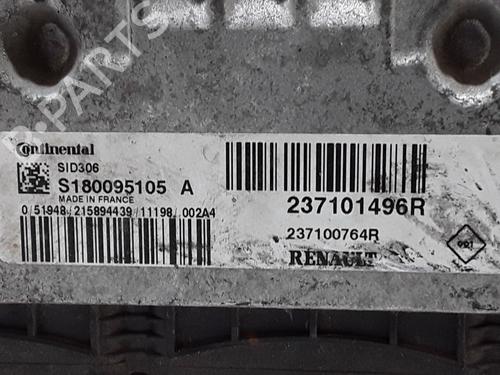 B-PARTS
Continental
SID306
S180095105 A
MADE IN FRANCE
0 51948 215894439 11198 002A4
237101496R
237100764R
RENAULT